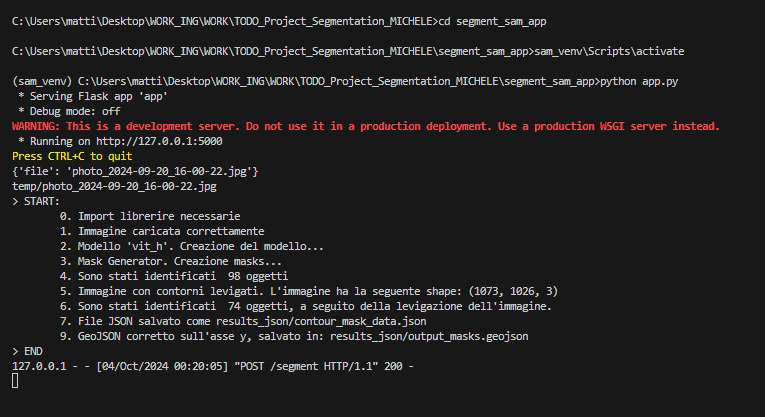 C:\Users\matti\Desktop\WORK_ING\WORK\TODO_Project_Segmentation_MICHELE>cd segment_sam_app
C:\Users\matti\Desktop\WORK_ING\WORK\TODO_Project_Segmentation_MICHELE\segment_sam_app>sam_venv\Scripts\activate
(sam_venv) C:\Users\matti\Desktop\WORK_ING\WORK\TODO_Project_Segmentation_MICHELE\segment_sam_app>python app.py
 * Serving Flask app 'app'
 * Debug mode: off
WARNING: This is a development server. Do not use it in a production deployment. Use a production WSGI server instead.
 * Running on http://127.0.0.1:5000
Press CTRL+C to quit
{'file': 'photo_2024-09-20_16-00-22.jpg'}
temp/photo_2024-09-20_16-00-22.jpg
> START:
0. Import librerire necessarie
1. Immagine caricata correttamente
2. Modello 'vit_h'. Creazione del modello...
3. Mask Generator. Creazione masks...
4. Sono stati identificati  98 oggetti
5. Immagine con contorni levigati. L'immagine ha la seguente shape: (1073, 1026, 3)
6. Sono stati identificati  74 oggetti, a seguito della levigazione dell'immagine.
7. File JSON salvato come results_json/contour_mask_data.json
9. GeoJSON corretto sull'asse y, salvato in: results_json/output_masks.geojson
> END
127.0.0.1 - - [04/Oct/2024 00:20:05] "POST /segment HTTP/1.1" 200 -